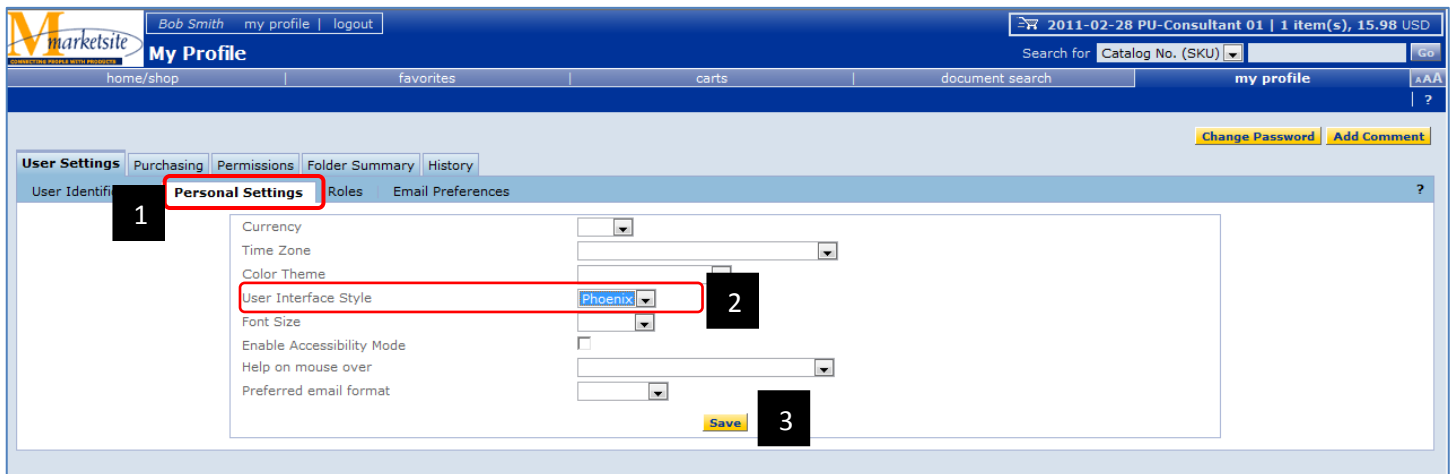 Bob Smith my profile | logout
2011-02-28 PU-Consultant 01 | 1 item(s), 15.98 USD
marketsite
CONNECTING PEOPLE WITH PRODUCTS
My Profile
Search for Catalog No. (SKU) Go
home/shop | favorites | carts | document search | my profile AAA
| ?
Change Password Add Comment
User Settings Purchasing Permissions Folder Summary History
User Identifi Personal Settings Roles Email Preferences ?
1
Currency
Time Zone
Color Theme
User Interface Style Phoenix 2
Font Size
Enable Accessibility Mode
Help on mouse over
Preferred email format
Save 3